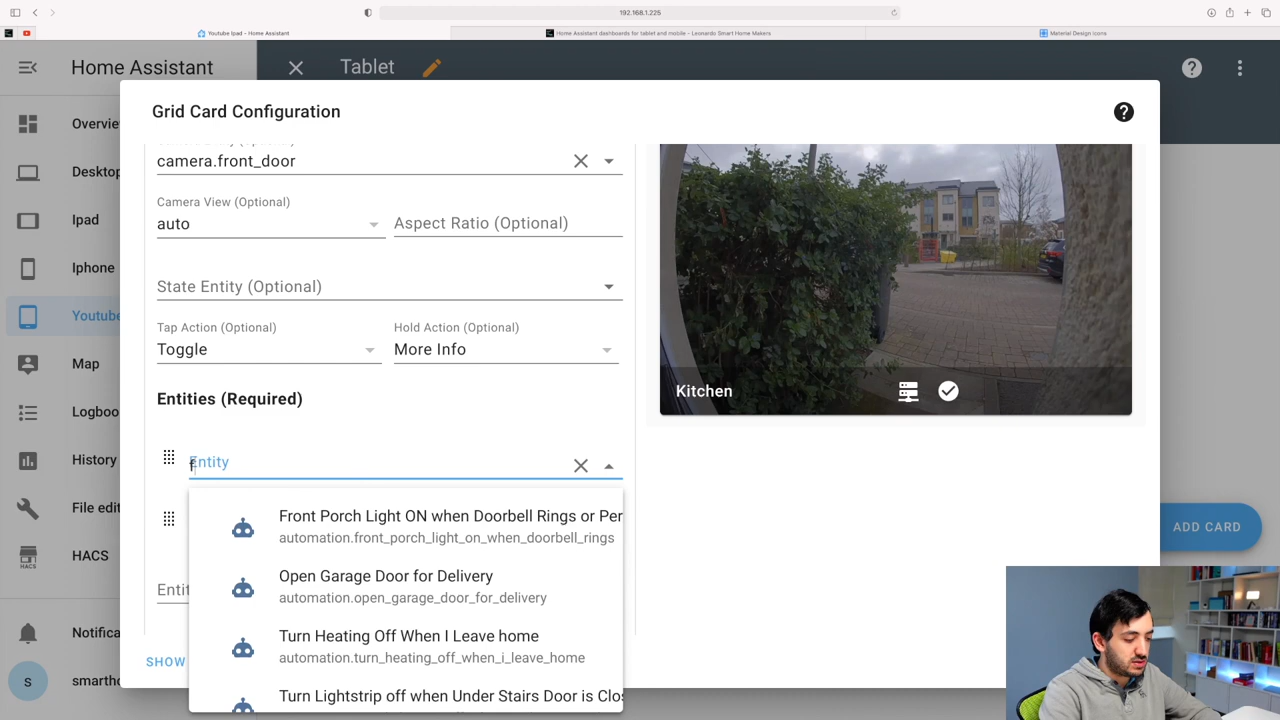 192.168.1.225
Youtube Ipad - Home Assistant
Home Assistant dashboards for tablet and mobile - Leonardo Smart Home Makers
Material Design Icons
Home Assistant
Tablet
Grid Card Configuration
Overvie
Desktop
Ipad
Iphone
Youtube
Map
Logboo
History
File edit
HACS
HACS
Notifica
s
smartho
camera.front_door
Camera View (Optional)
auto
Aspect Ratio (Optional)
State Entity (Optional)
Tap Action (Optional)
Toggle
Hold Action (Optional)
More Info
Entities (Required)
Entity
f
Front Porch Light ON when Doorbell Rings or Per
automation.front_porch_light_on_when_doorbell_rings
Open Garage Door for Delivery
automation.open_garage_door_for_delivery
Turn Heating Off When I Leave home
automation.turn_heating_off_when_i_leave_home
Turn Lightstrip off when Under Stairs Door is Clos
Entit
SHOW
Kitchen
ADD CARD